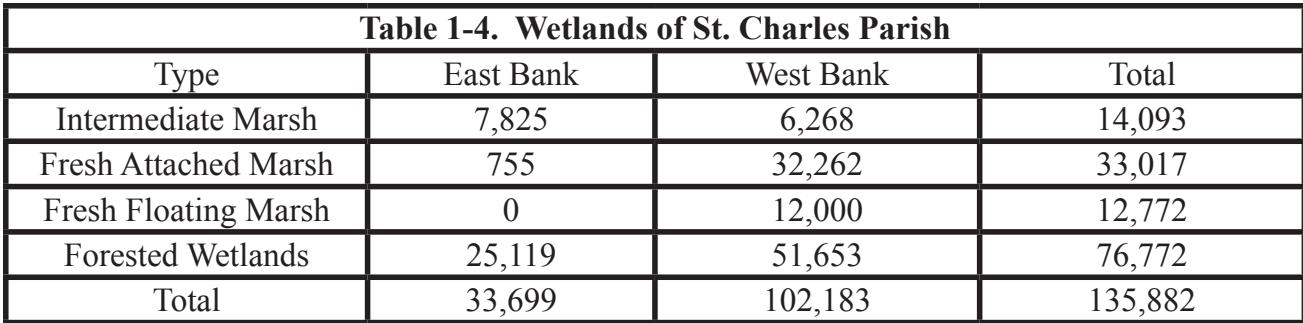 Table 1-4. Wetlands of St. Charles Parish
Type East Bank West Bank Total
Intermediate Marsh 7,825 6,268 14,093
Fresh Attached Marsh 755 32,262 33,017
Fresh Floating Marsh 0 12,000 12,772
Forested Wetlands 25,119 51,653 76,772
Total 33,699 102,183 135,882